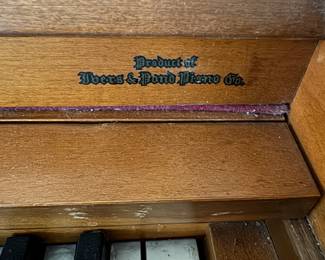 Product of
Ivers & Pond Piano Co.